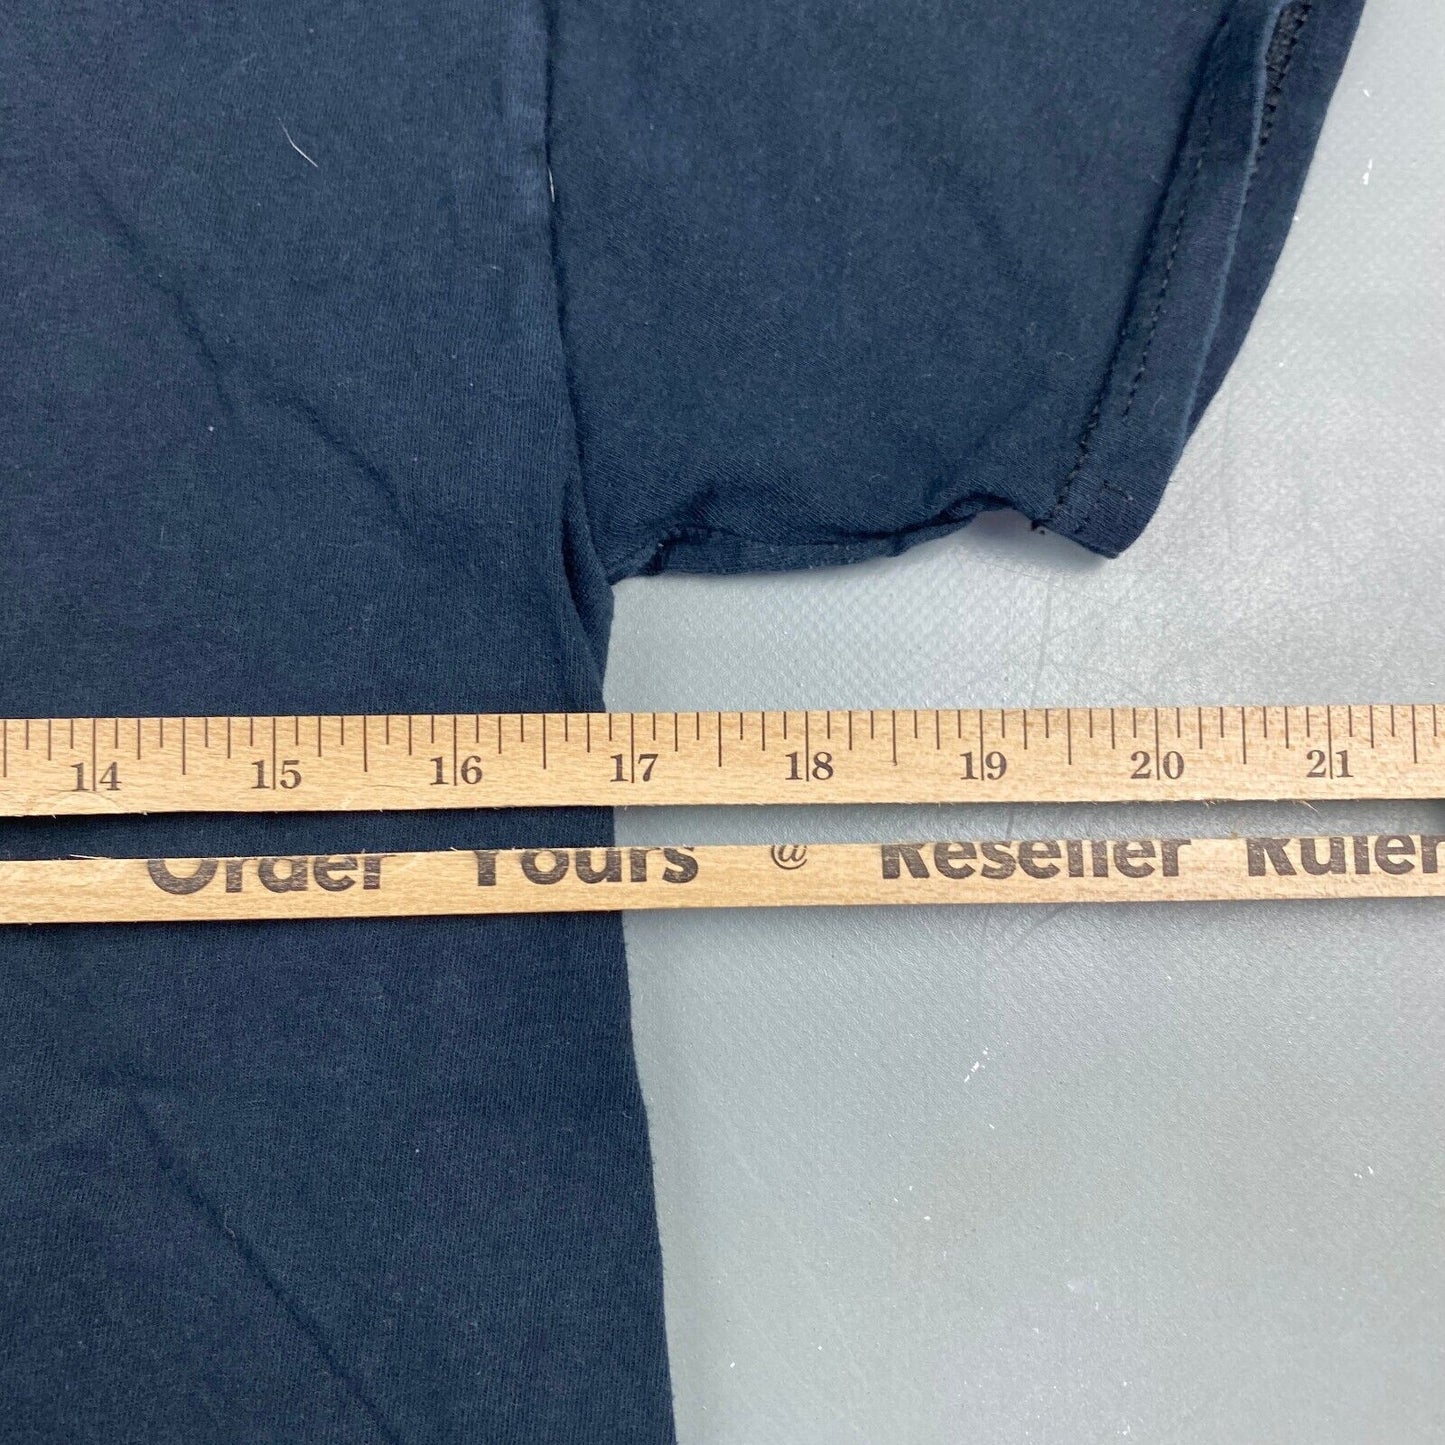 14 15 16 17 18 19 20 21
Order Yours @ Reseller Ruler